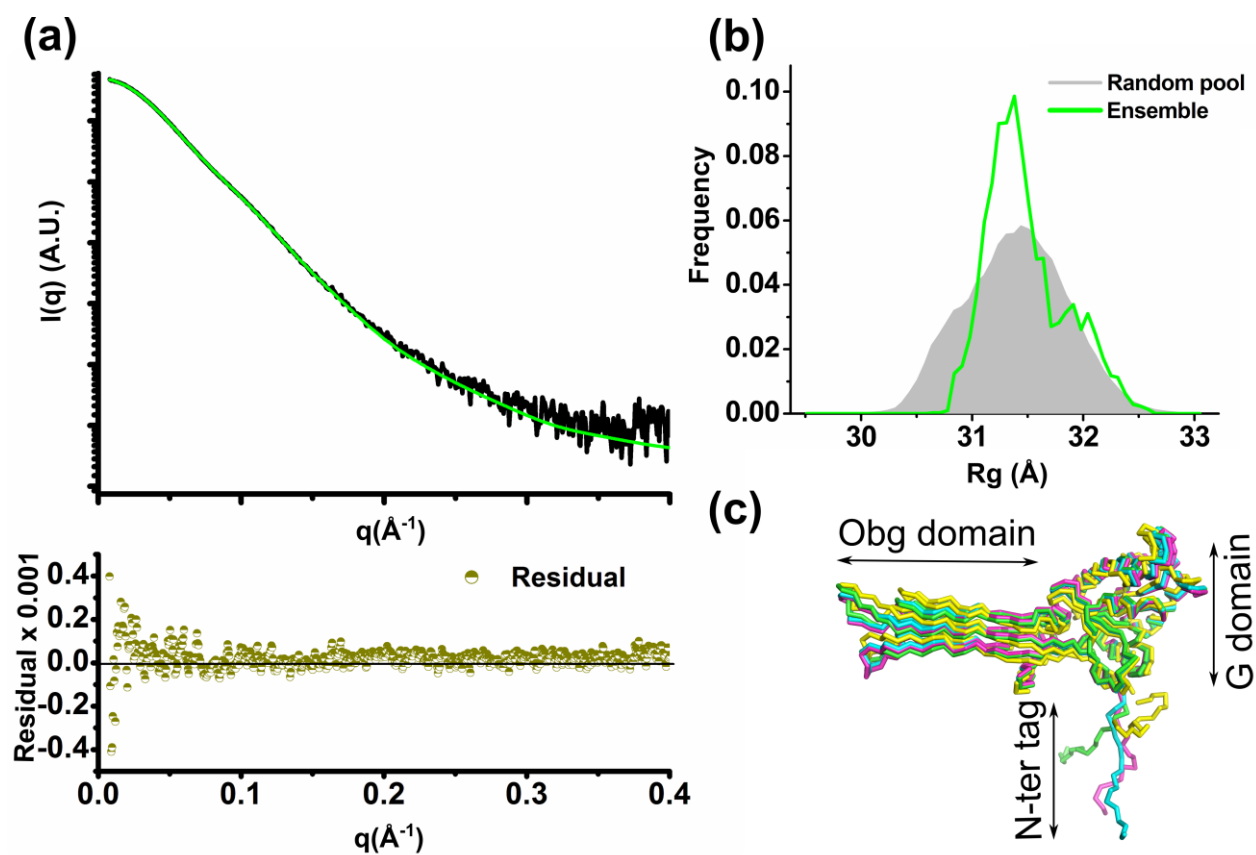 (a)
I(q) (A.U.)
q(Å⁻¹)
Residual x 0.001
0.4
0.2
0.0
-0.2
-0.4
Residual
0.0 0.1 0.2 0.3 0.4
q(Å⁻¹)
(b)
Frequency
0.10
0.08
0.06
0.04
0.02
0.00
Random pool
Ensemble
30 31 32 33
Rg (Å)
(c)
Obg domain
G domain
N-ter tag